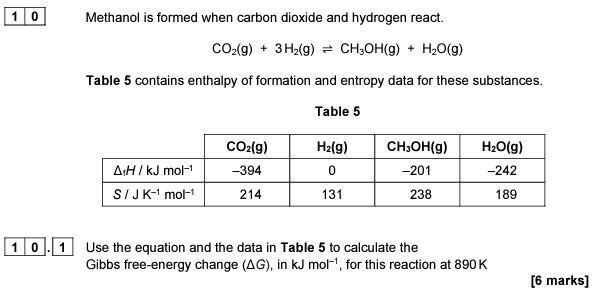 1 0 Methanol is formed when carbon dioxide and hydrogen react.
CO₂(g) + 3 H₂(g) ⇌ CH₃OH(g) + H₂O(g)
Table 5 contains enthalpy of formation and entropy data for these substances.
Table 5
CO₂(g) H₂(g) CH₃OH(g) H₂O(g)
ΔfH / kJ mol⁻¹ –394 0 –201 –242
S / J K⁻¹ mol⁻¹ 214 131 238 189
1 0 . 1 Use the equation and the data in Table 5 to calculate the
Gibbs free-energy change (ΔG), in kJ mol⁻¹, for this reaction at 890 K
[6 marks]